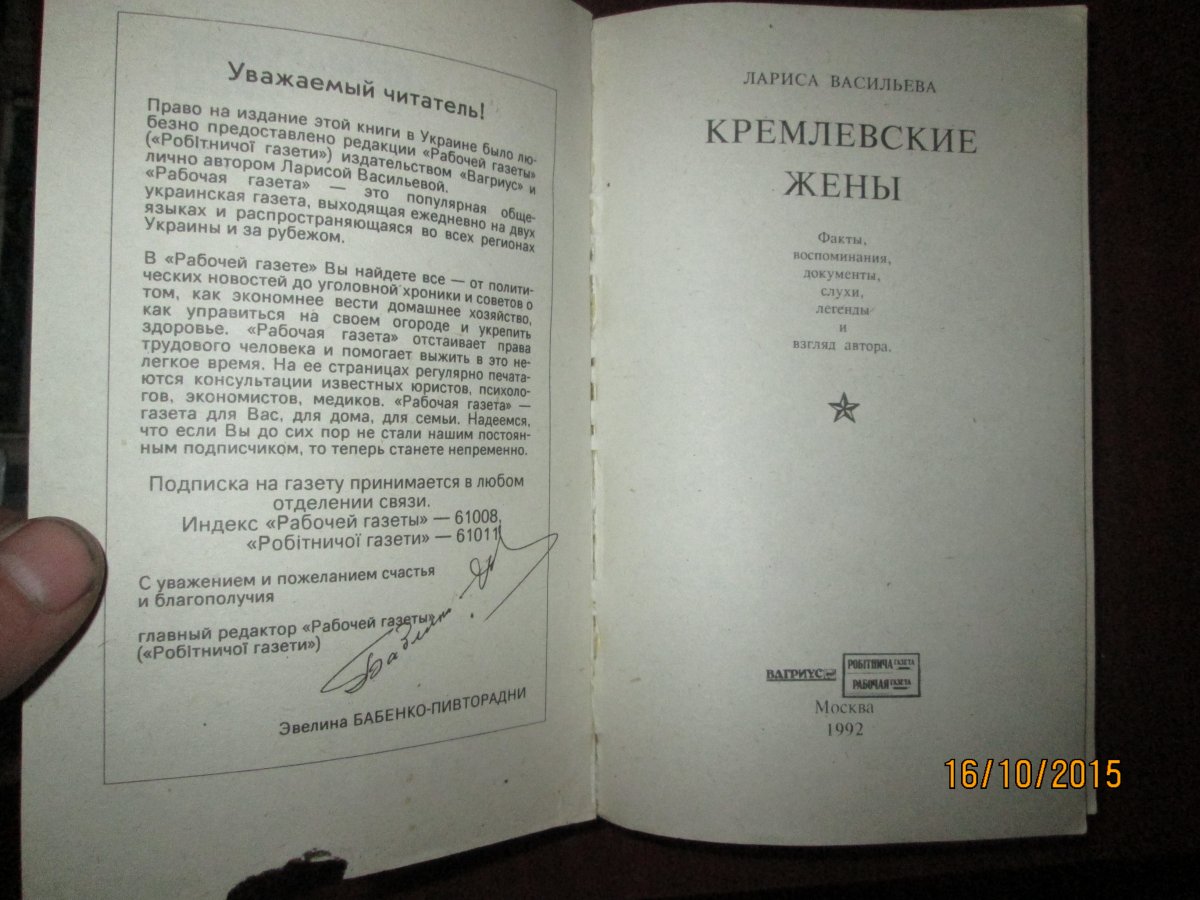 Уважаемый читатель!
Право на издание этой книги в Украине было лю-
безно предоставлено редакции «Рабочей газеты»
(«РобІтничої газети») издательством «Вагриус» и
лично автором Ларисой Васильевой.
«Рабочая газета» — это популярная обще-
украинская газета, выходящая ежедневно на двух
языках и распространяющаяся во всех регионах
Украины и за рубежом.
В «Рабочей газете» Вы найдете все — от полити-
ческих новостей до уголовной хроники и советов о
том, как экономнее вести домашнее хозяйство,
как управиться на своем огороде и укрепить
здоровье. «Рабочая газета» отстаивает права
трудового человека и помогает выжить в это не-
легкое время. На ее страницах регулярно печата-
ются консультации известных юристов, психоло-
гов, экономистов, медиков. «Рабочая газета» —
газета для Вас, для дома, для семьи. Надеемся,
что если Вы до сих пор не стали нашим постоян-
ным подписчиком, то теперь станете непременно.
Подписка на газету принимается в любом
отделении связи.
Индекс «Рабочей газеты» — 61008,
«Робітничої газети» — 61011
С уважением и пожеланием счастья
и благополучия
главный редактор «Рабочей газеты»
(«РобІтничої газети»)
Эвелина БАБЕНКО-ПИВТОРАДНИ
ЛАРИСА ВАСИЛЬЕВА
КРЕМЛЕВСКИЕ
ЖЕНЫ
Факты,
воспоминания,
документы,
слухи,
легенды
и
взгляд автора.
ВАГРИУС
РОБІТНИЧА ГАЗЕТА
РАБОЧАЯ ГАЗЕТА
Москва
1992
16/10/2015